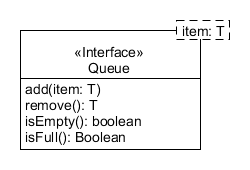 item: T
«Interface»
Queue
add(item: T)
remove(): T
isEmpty(): boolean
isFull(): Boolean